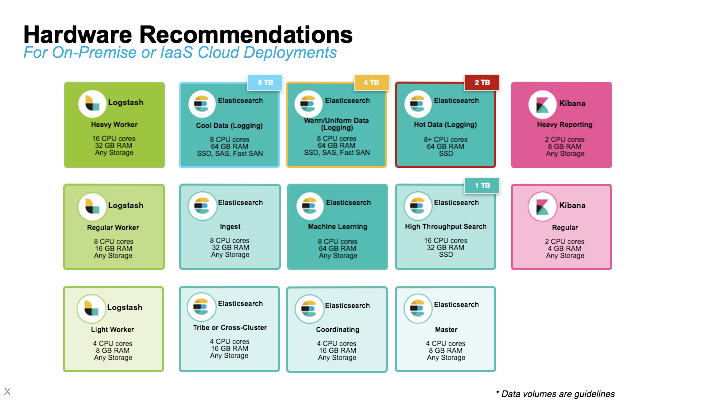 Hardware Recommendations
For On-Premise or IaaS Cloud Deployments
Logstash
Heavy Worker
16 CPU cores
32 GB RAM
Any Storage
6 TB
Elasticsearch
Cool Data (Logging)
8 CPU cores
64 GB RAM
SSD, SAS, Fast SAN
4 TB
Elasticsearch
Warm/Uniform Data
(Logging)
8 CPU cores
64 GB RAM
SSD, SAS, Fast SAN
2 TB
Elasticsearch
Hot Data (Logging)
8+ CPU cores
64 GB RAM
SSD
Kibana
Heavy Reporting
2 CPU cores
8 GB RAM
Any Storage
Logstash
Regular Worker
8 CPU cores
16 GB RAM
Any Storage
Elasticsearch
Ingest
8 CPU cores
32 GB RAM
Any Storage
Elasticsearch
Machine Learning
8 CPU cores
64 GB RAM
Any Storage
1 TB
Elasticsearch
High Throughput Search
16 CPU cores
32 GB RAM
SSD
Kibana
Regular
2 CPU cores
4 GB RAM
Any Storage
Logstash
Light Worker
4 CPU cores
8 GB RAM
Any Storage
Elasticsearch
Tribe or Cross-Cluster
4 CPU cores
16 GB RAM
Any Storage
Elasticsearch
Coordinating
4 CPU cores
16 GB RAM
Any Storage
Elasticsearch
Master
4 CPU cores
8 GB RAM
Any Storage
X
* Data volumes are guidelines